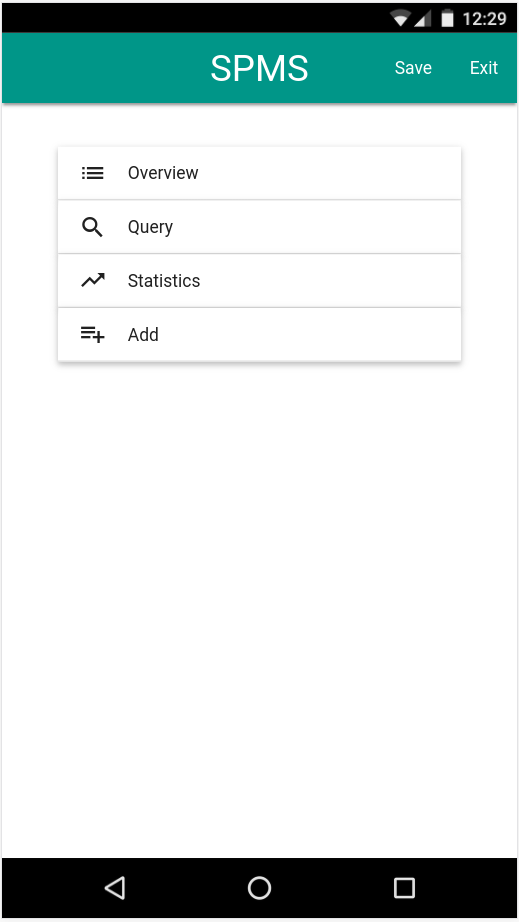 12:29
SPMS Save Exit
Overview
Query
Statistics
Add